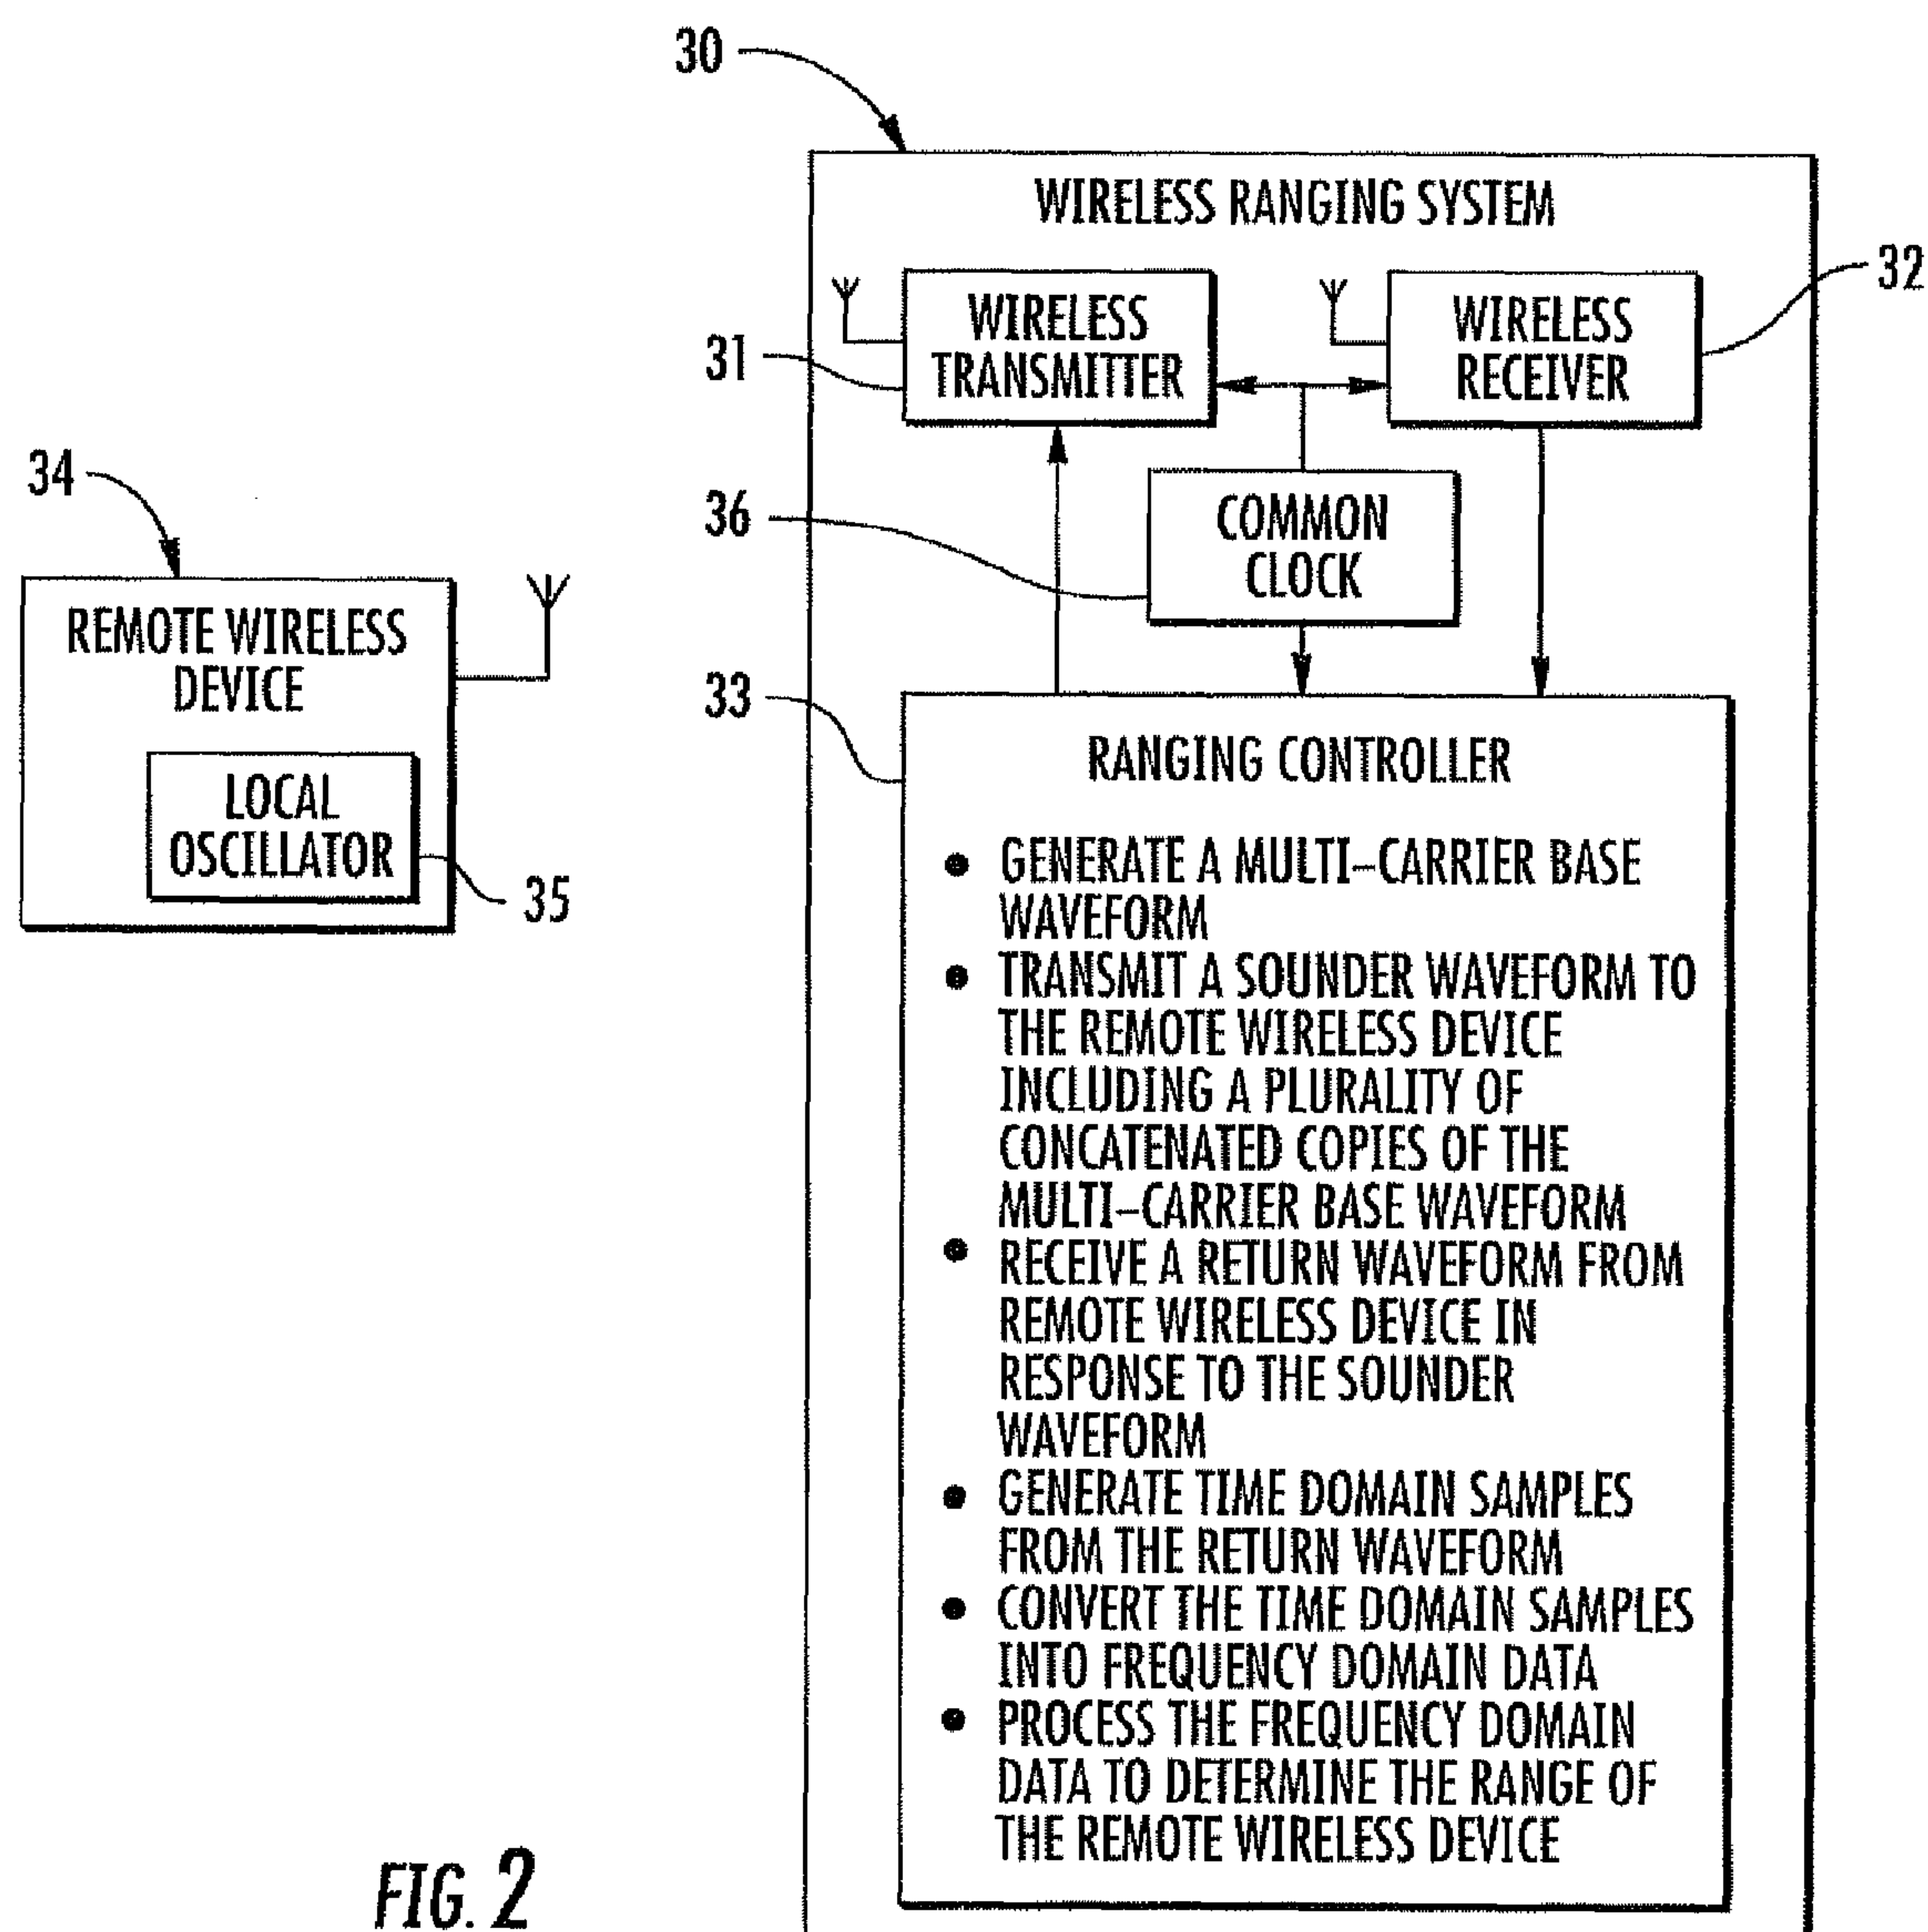 30
WIRELESS RANGING SYSTEM
WIRELESS
TRANSMITTER
31
WIRELESS
RECEIVER
32
COMMON
CLOCK
36
34
REMOTE WIRELESS
DEVICE
LOCAL
OSCILLATOR
35
33
RANGING CONTROLLER
• GENERATE A MULTI–CARRIER BASE
WAVEFORM
• TRANSMIT A SOUNDER WAVEFORM TO
THE REMOTE WIRELESS DEVICE
INCLUDING A PLURALITY OF
CONCATENATED COPIES OF THE
MULTI–CARRIER BASE WAVEFORM
• RECEIVE A RETURN WAVEFORM FROM
REMOTE WIRELESS DEVICE IN
RESPONSE TO THE SOUNDER
WAVEFORM
• GENERATE TIME DOMAIN SAMPLES
FROM THE RETURN WAVEFORM
• CONVERT THE TIME DOMAIN SAMPLES
INTO FREQUENCY DOMAIN DATA
• PROCESS THE FREQUENCY DOMAIN
DATA TO DETERMINE THE RANGE OF
THE REMOTE WIRELESS DEVICE
FIG. 2